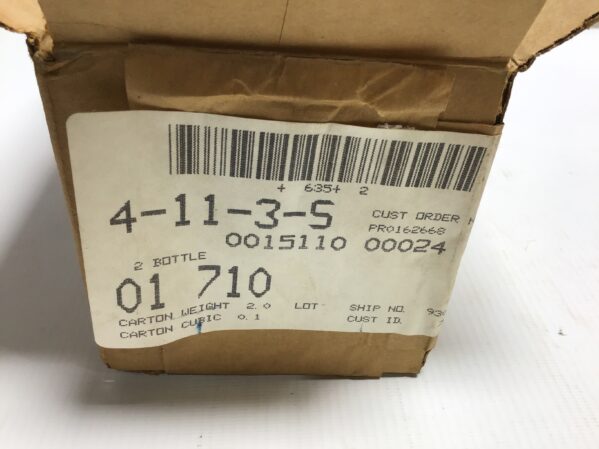 + 6354 2
4-11-3-S
CUST ORDER
PR0162668
0015110 00024
2 BOTTLE
01 710
CARTON WEIGHT 2.0 LOT SHIP NO.
CARTON CUBIC 0.1 CUST ID.